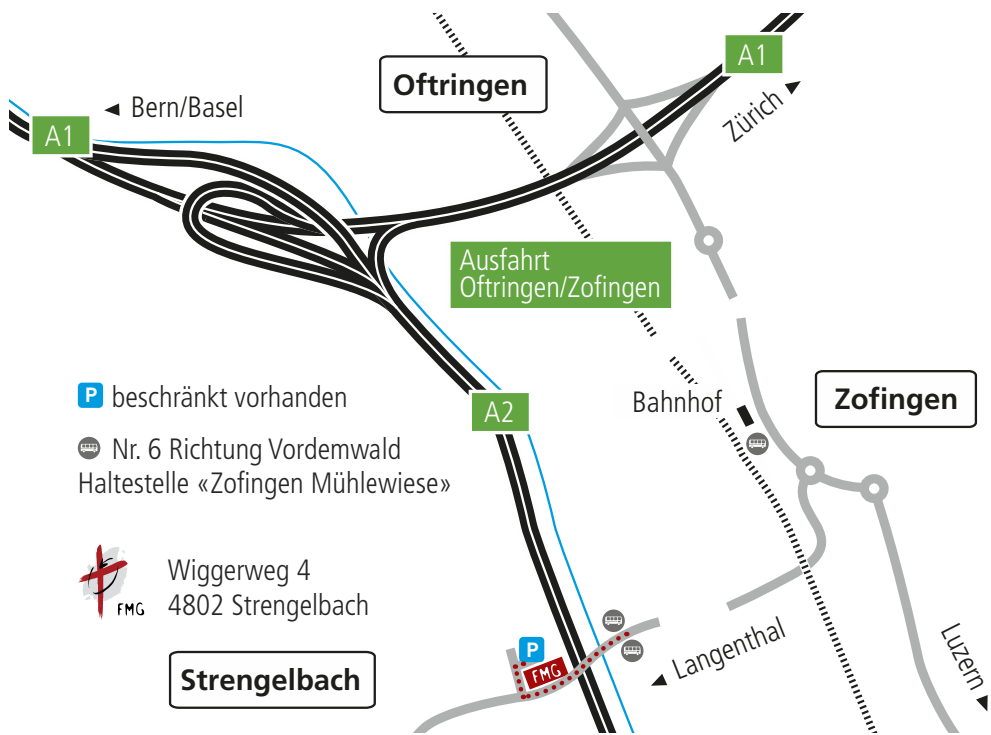 Oftringen
A1
Zürich
Bern/Basel
A1
Ausfahrt
Oftringen/Zofingen
P beschränkt vorhanden
A2
Bahnhof
Zofingen
Nr. 6 Richtung Vordemwald
Haltestelle «Zofingen Mühlewiese»
Wiggerweg 4
FMG
4802 Strengelbach
Strengelbach
P
FMG
Langenthal
Luzern